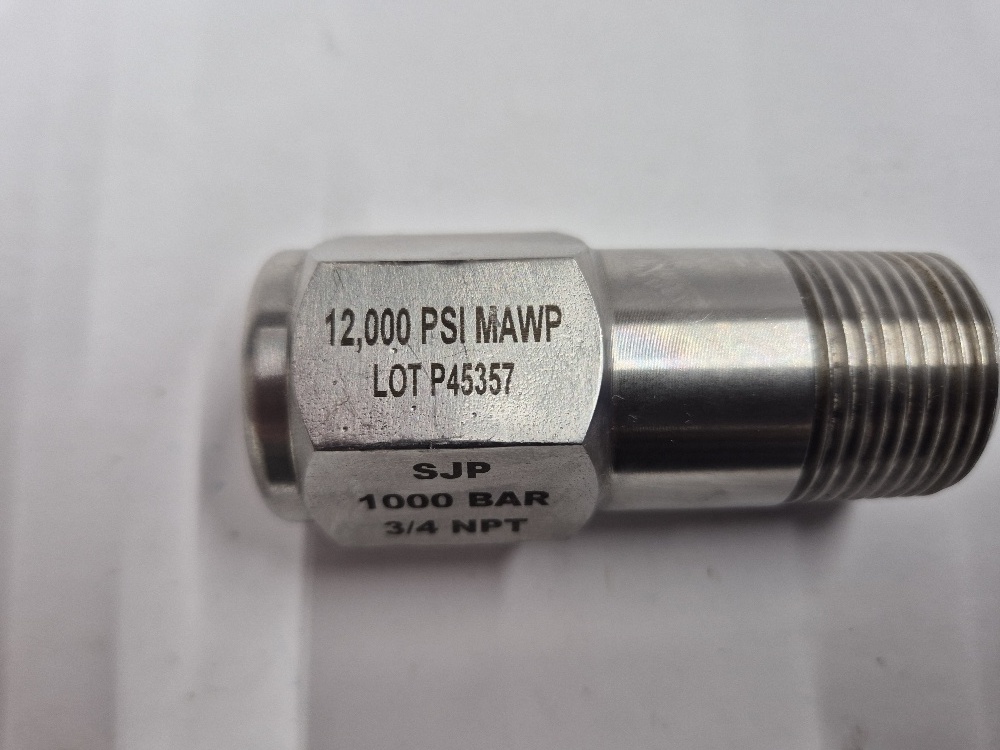 12,000 PSI MAWP
LOT P45357
SJP
1000 BAR
3/4 NPT